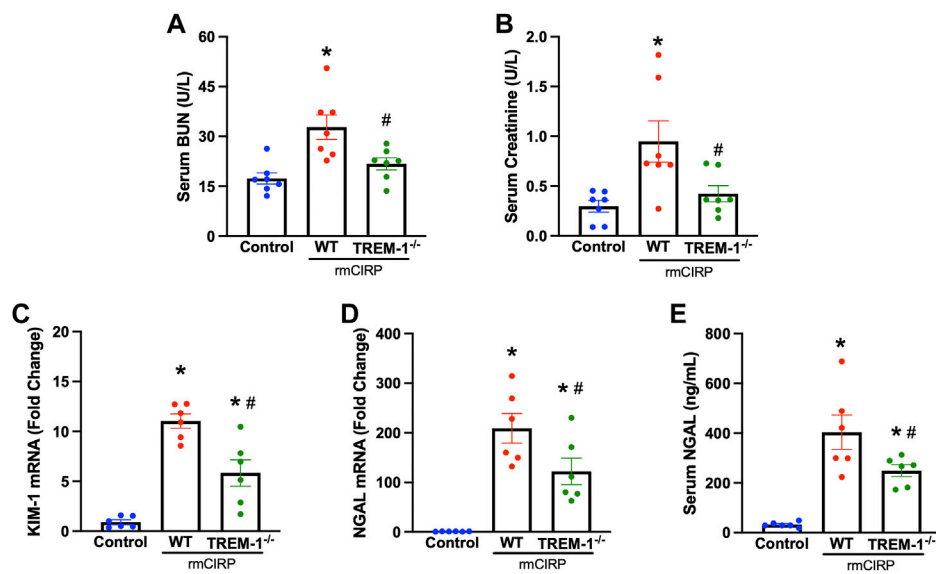 A
Serum BUN (U/L)
60
45
30
15
0
*
#
Control WT TREM-1-/-
rmCIRP
B
Serum Creatinine (U/L)
2.0
1.5
1.0
0.5
0.0
*
#
Control WT TREM-1-/-
rmCIRP
C
KIM-1 mRNA (Fold Change)
20
15
10
5
0
*
* #
Control WT TREM-1-/-
rmCIRP
D
NGAL mRNA (Fold Change)
400
300
200
100
0
*
* #
Control WT TREM-1-/-
rmCIRP
E
Serum NGAL (ng/mL)
800
600
400
200
0
*
* #
Control WT TREM-1-/-
rmCIRP